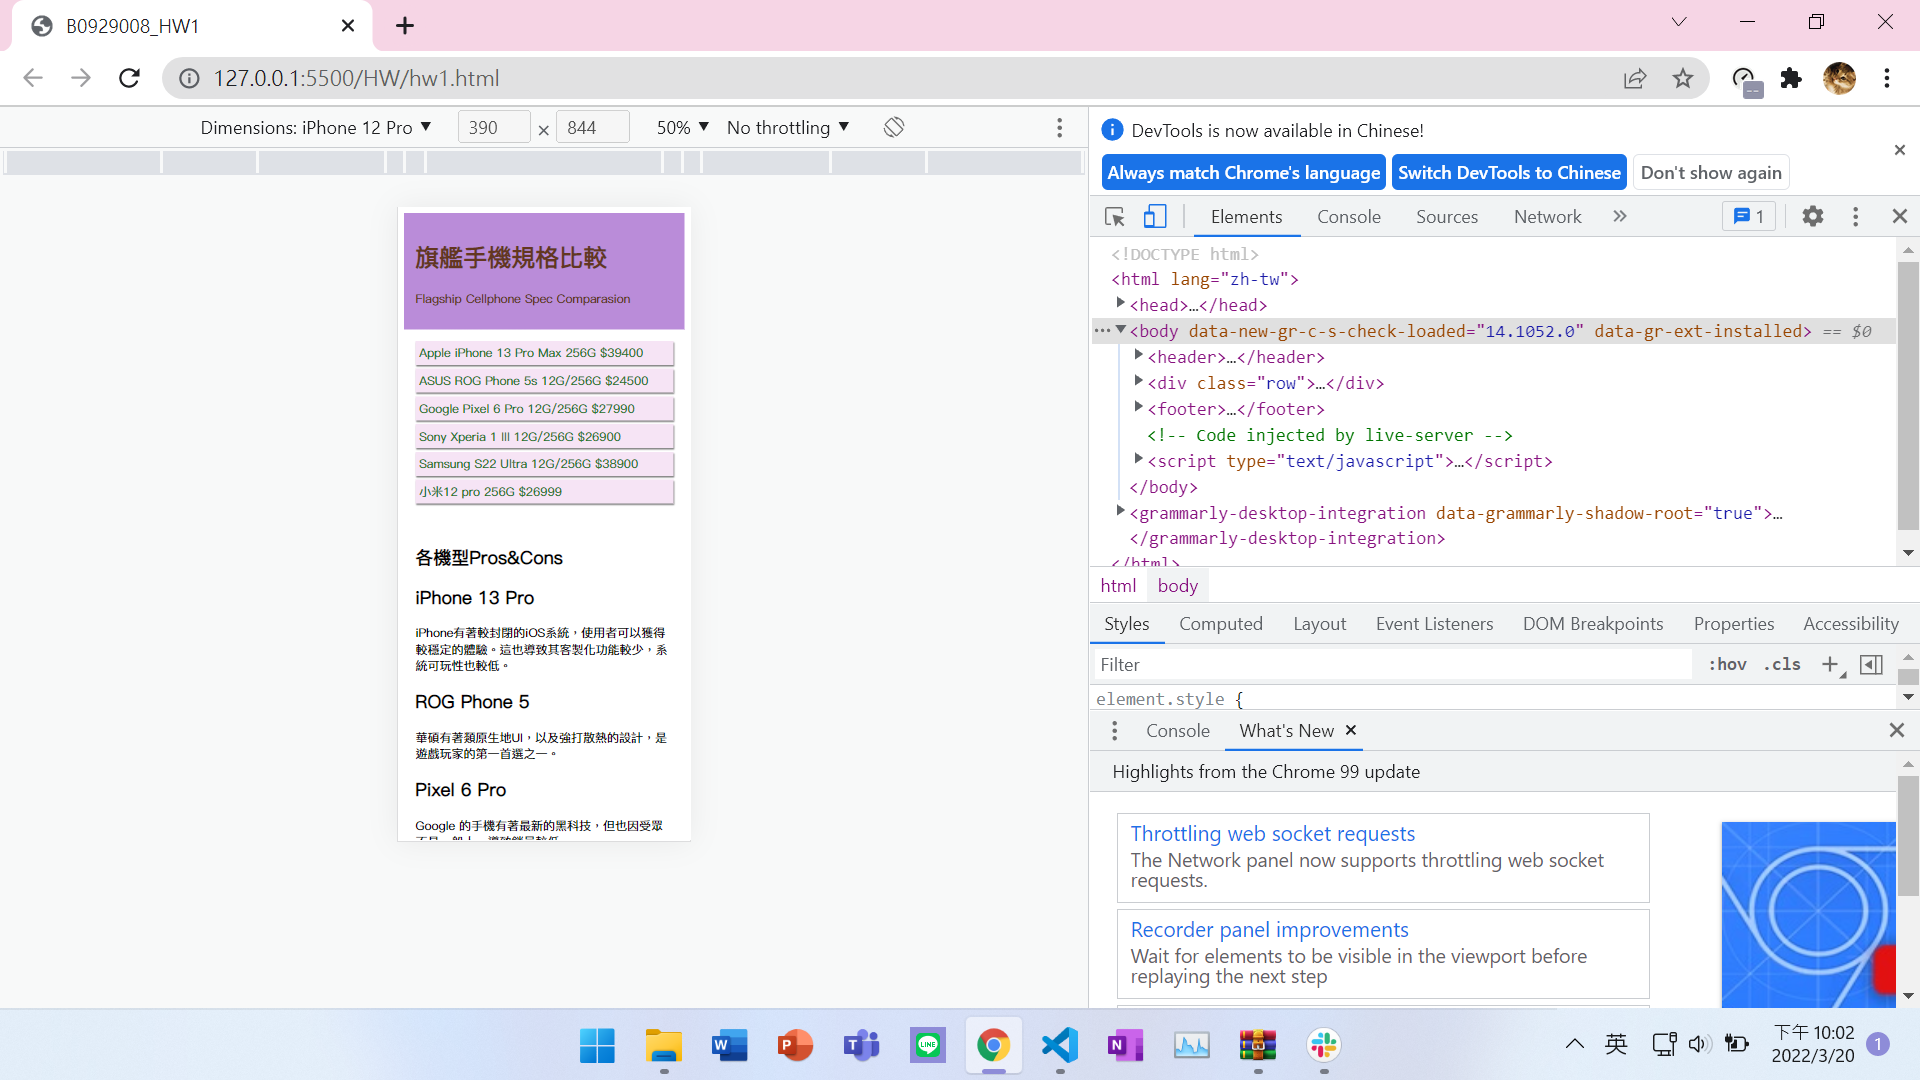 B0929008_HW1
127.0.0.1:5500/HW/hw1.html
Dimensions: iPhone 12 Pro ▼ 390 × 844 50% ▼ No throttling ▼
旗艦手機規格比較
Flagship Cellphone Spec Comparasion
Apple iPhone 13 Pro Max 256G $39400
ASUS ROG Phone 5s 12G/256G $24500
Google Pixel 6 Pro 12G/256G $27990
Sony Xperia 1 III 12G/256G $26900
Samsung S22 Ultra 12G/256G $38900
小米12 pro 256G $26999
各機型Pros&Cons
iPhone 13 Pro
iPhone有著較封閉的iOS系統，使用者可以獲得
較穩定的體驗。這也導致其客製化功能較少，系
統可玩性也較低。
ROG Phone 5
華碩有著類原生地UI，以及強打散熱的設計，是
遊戲玩家的第一首選之一。
Pixel 6 Pro
Google 的手機有著最新的黑科技，但也因受眾
DevTools is now available in Chinese!
Always match Chrome's language Switch DevTools to Chinese Don't show again
Elements Console Sources Network » 1
<!DOCTYPE html>
<html lang="zh-tw">
<head>…</head>
<body data-new-gr-c-s-check-loaded="14.1052.0" data-gr-ext-installed> == $0
<header>…</header>
<div class="row">…</div>
<footer>…</footer>
<!-- Code injected by live-server -->
<script type="text/javascript">…</script>
</body>
<grammarly-desktop-integration data-grammarly-shadow-root="true">…
</grammarly-desktop-integration>
</html>
html body
Styles Computed Layout Event Listeners DOM Breakpoints Properties Accessibility
Filter :hov .cls +
element.style {
Console What's New ×
Highlights from the Chrome 99 update
Throttling web socket requests
The Network panel now supports throttling web socket
requests.
Recorder panel improvements
Wait for elements to be visible in the viewport before
replaying the next step
W P T LINE N 英
下午 10:02
2022/3/20
1